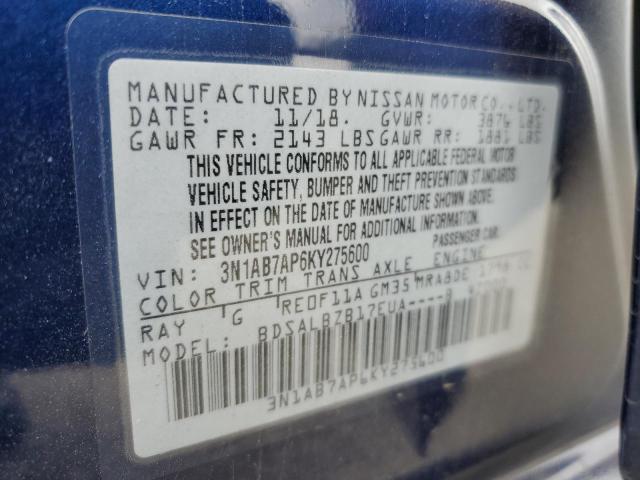 MANUFACTURED BY NISSAN MOTOR CO., LTD.
DATE: 11/18. GVWR: 3876 LBS
GAWR FR: 2143 LBS GAWR RR: 1881 LBS
THIS VEHICLE CONFORMS TO ALL APPLICABLE FEDERAL MOTOR
VEHICLE SAFETY, BUMPER AND THEFT PREVENTION STANDARDS
IN EFFECT ON THE DATE OF MANUFACTURE SHOWN ABOVE.
SEE OWNER'S MANUAL FOR ADDITIONAL INFORMATION.
VIN: 3N1AB7AP6KY275600 PASSENGER CAR.
COLOR TRIM TRANS AXLE ENGINE
RAY G RE0F11A GM35 MRA8DE 1798 CC
MODEL: BDSALBZB17EUA----B
3N1AB7AP6KY275600